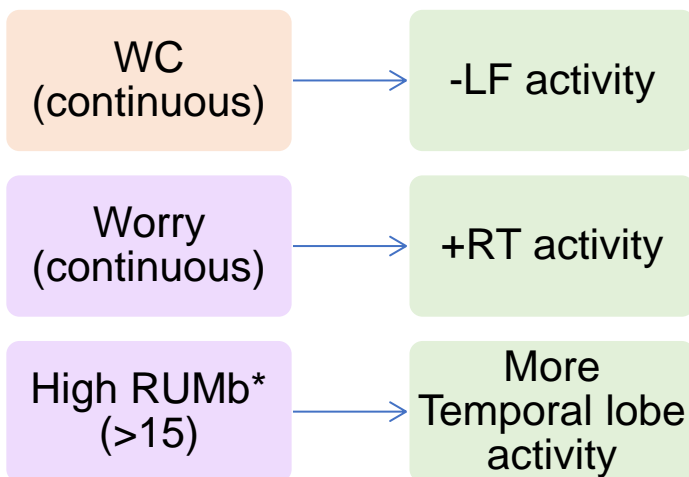 WC
(continuous)
-LF activity
Worry
(continuous)
+RT activity
High RUMb*
(>15)
More
Temporal lobe
activity